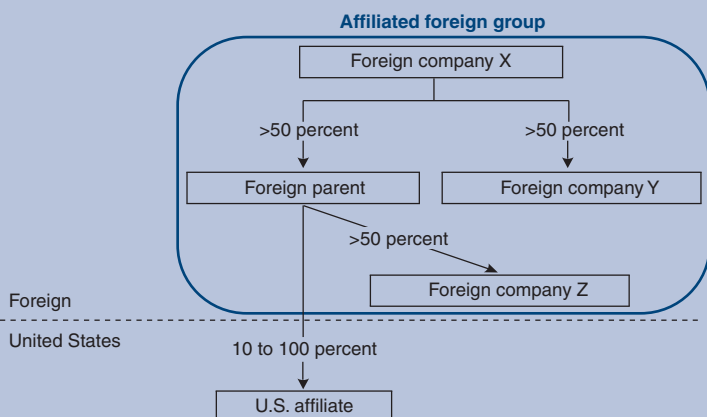 Affiliated foreign group
Foreign company X
>50 percent
>50 percent
Foreign parent
Foreign company Y
>50 percent
Foreign company Z
Foreign
United States
10 to 100 percent
U.S. affiliate